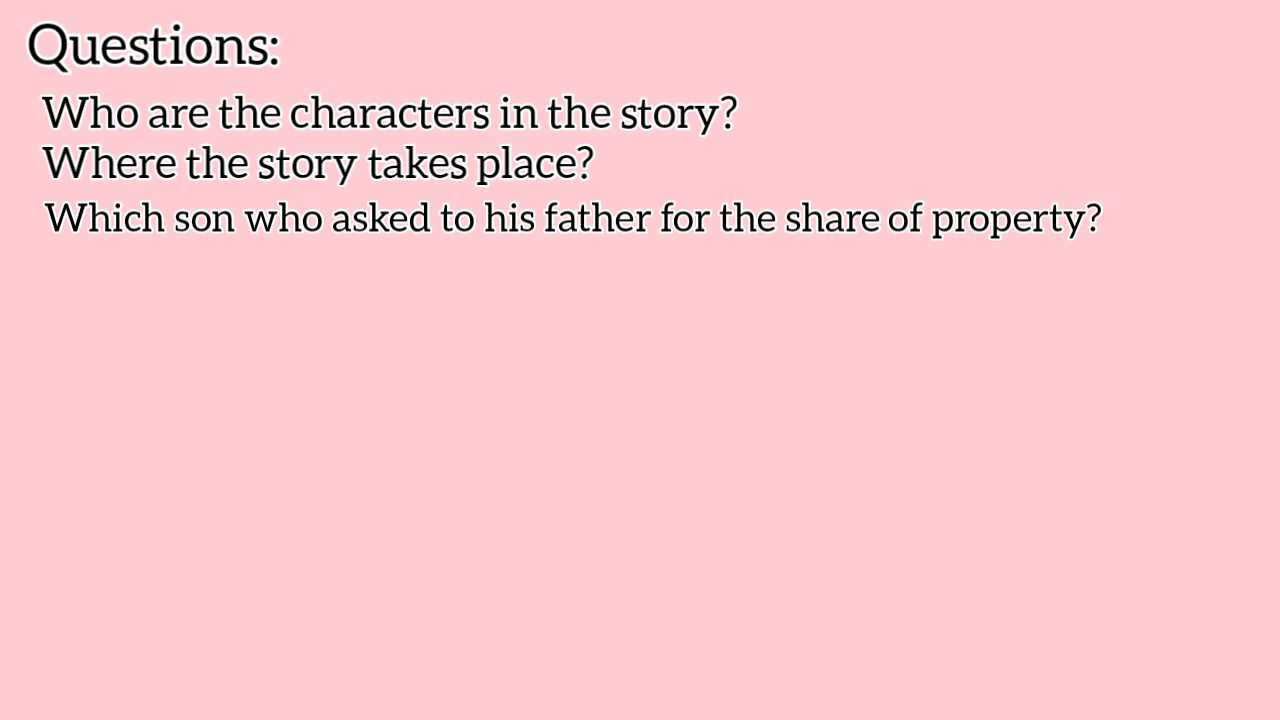 Questions:
Who are the characters in the story?
Where the story takes place?
Which son who asked to his father for the share of property?